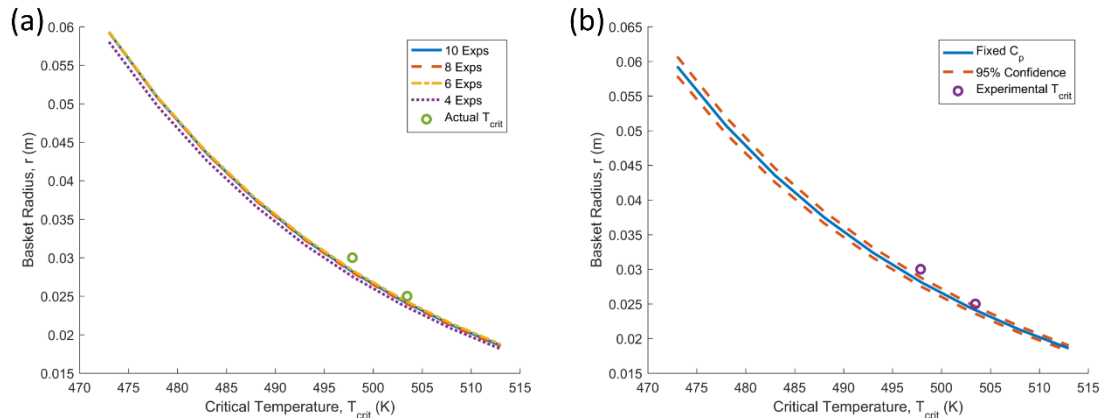 (a)
0.06
0.055
0.05
0.045
0.04
0.035
0.03
0.025
0.02
0.015
Basket Radius, r (m)
10 Exps
8 Exps
6 Exps
4 Exps
Actual T_crit
470 475 480 485 490 495 500 505 510 515
Critical Temperature, T_crit (K)
(b)
0.065
0.06
0.055
0.05
0.045
0.04
0.035
0.03
0.025
0.02
0.015
Basket Radius, r (m)
Fixed C_p
95% Confidence
Experimental T_crit
470 475 480 485 490 495 500 505 510 515
Critical Temperature, T_crit (K)